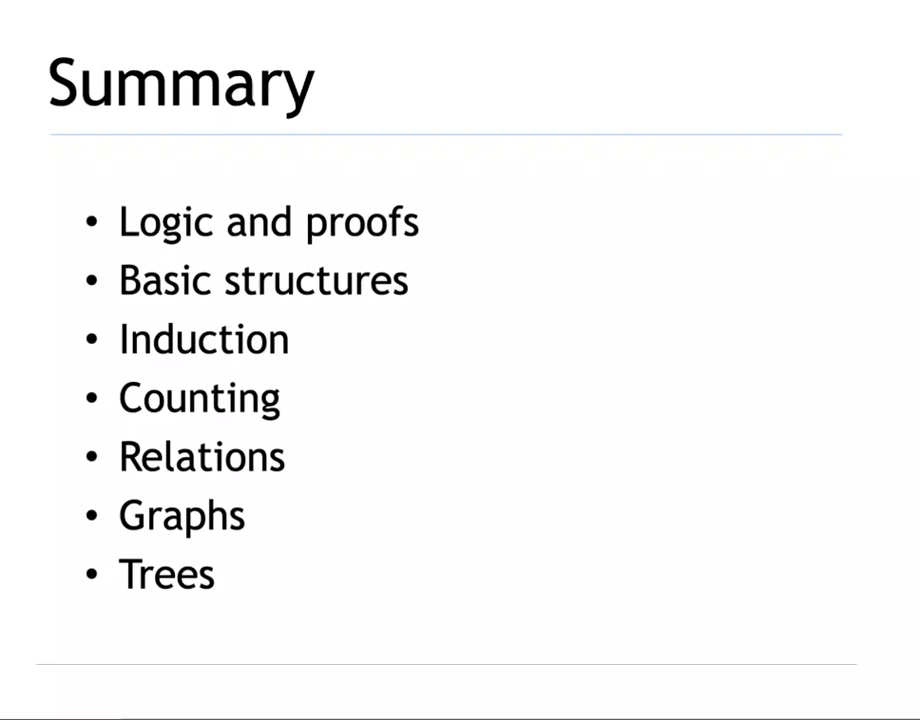 Summary
• Logic and proofs
• Basic structures
• Induction
• Counting
• Relations
• Graphs
• Trees